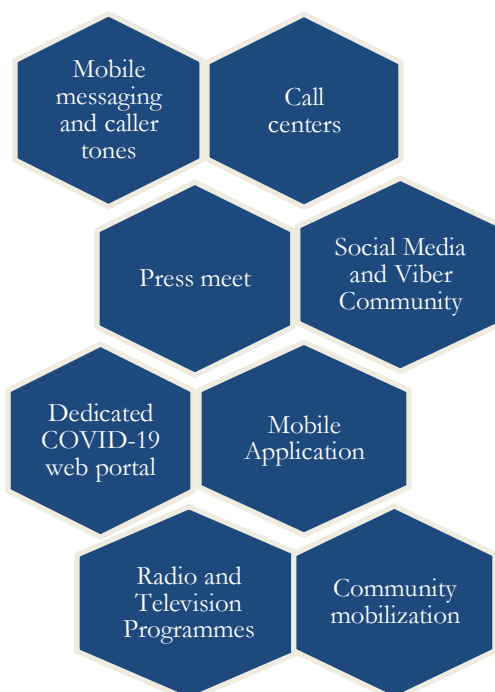 Mobile
messaging
and caller
tones
Call
centers
Press meet
Social Media
and Viber
Community
Dedicated
COVID-19
web portal
Mobile
Application
Radio and
Television
Programmes
Community
mobilization